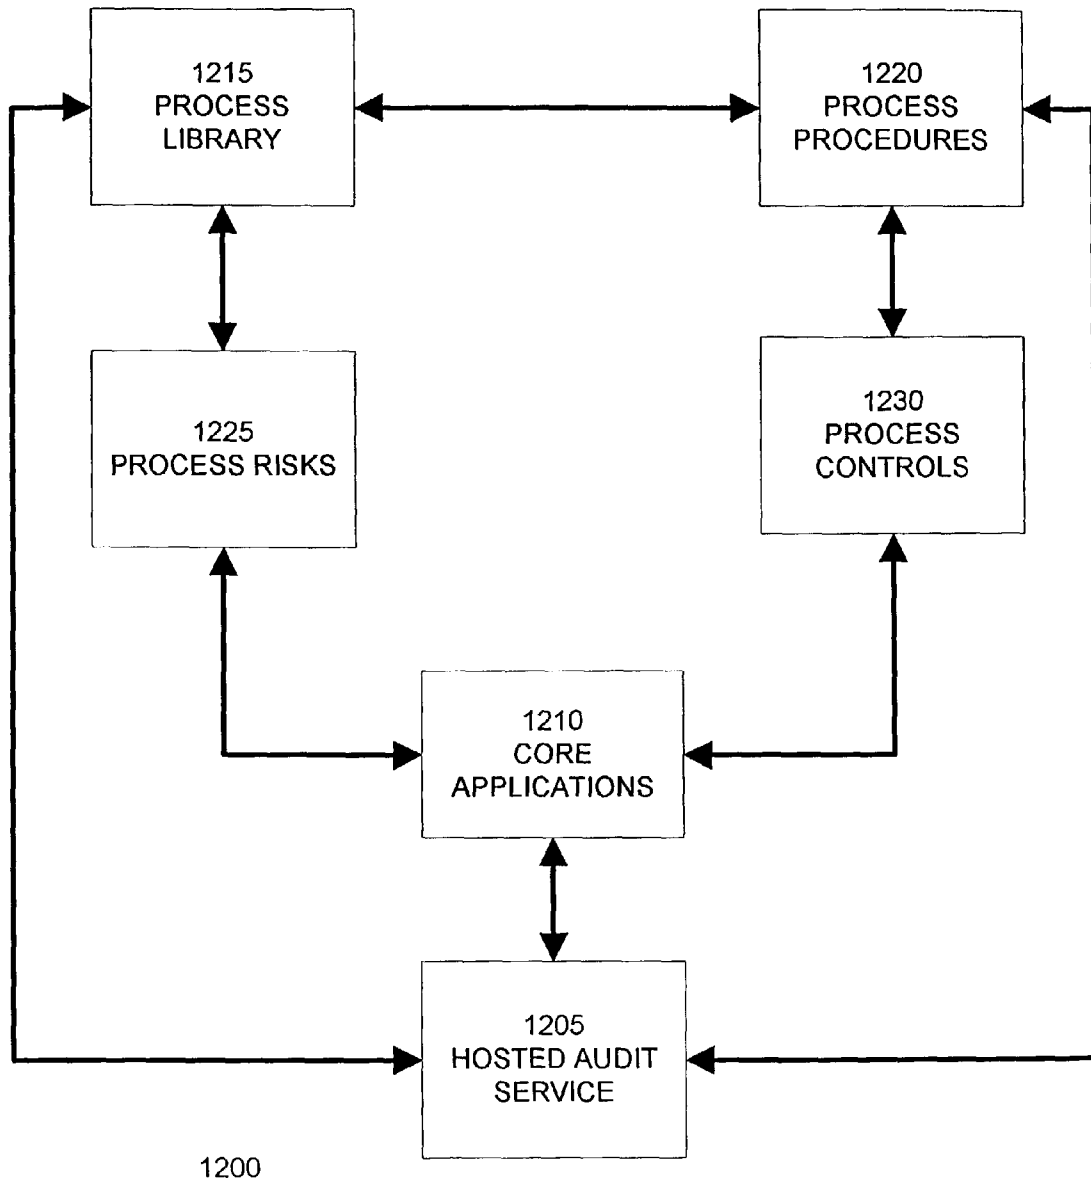 1215
PROCESS
LIBRARY
1220
PROCESS
PROCEDURES
1225
PROCESS RISKS
1230
PROCESS
CONTROLS
1210
CORE
APPLICATIONS
1205
HOSTED AUDIT
SERVICE
1200